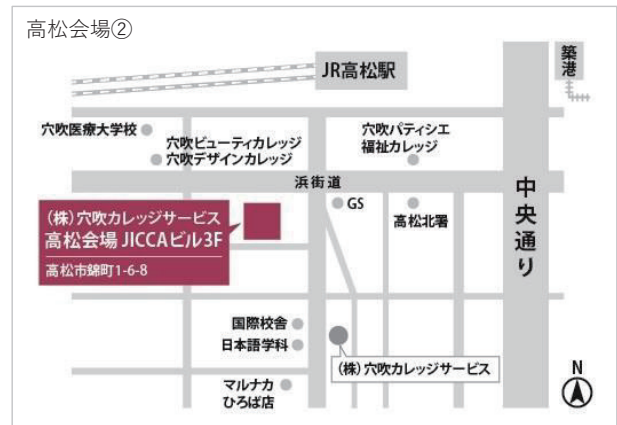 高松会場②
JR高松駅
築港
穴吹医療大学校
穴吹ビューティカレッジ
穴吹デザインカレッジ
穴吹パティシエ
福祉カレッジ
浜街道
GS
高松北署
中央通り
(株)穴吹カレッジサービス
高松会場 JICCAビル3F
高松市錦町1-6-8
国際校舎
日本語学科
(株)穴吹カレッジサービス
マルナカ
ひろば店
N